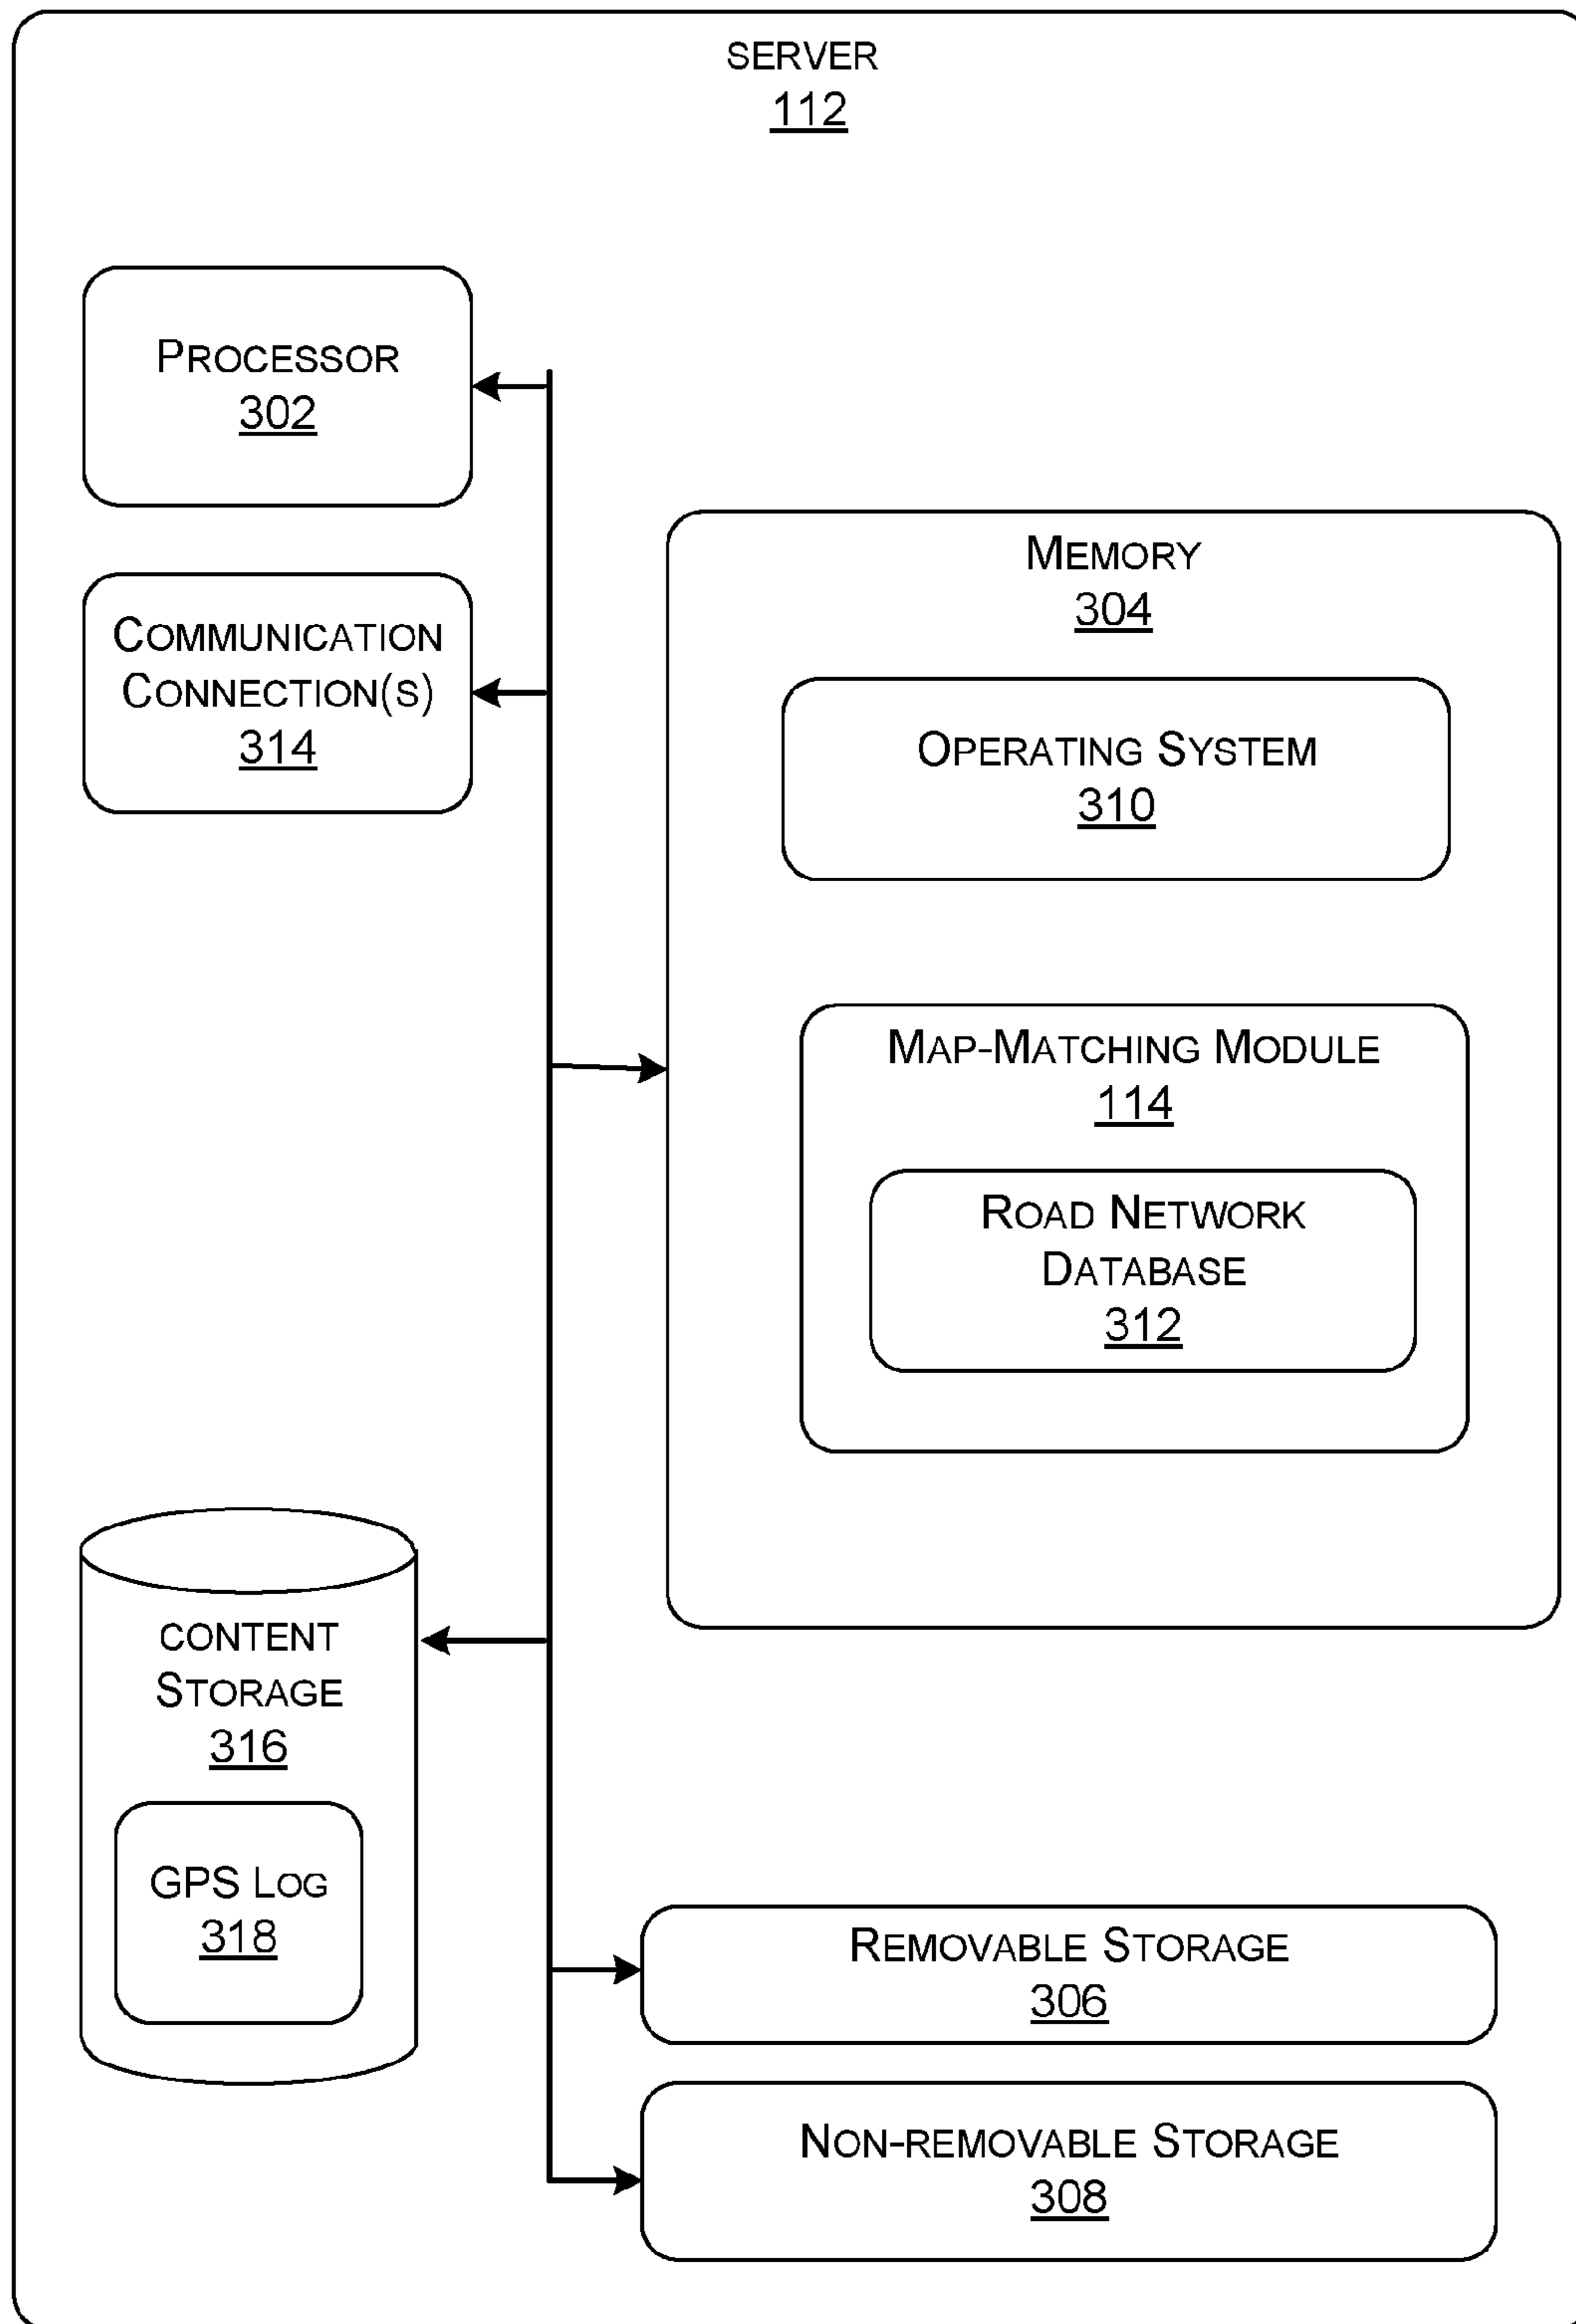 SERVER
112
PROCESSOR
302
COMMUNICATION
CONNECTION(S)
314
MEMORY
304
OPERATING SYSTEM
310
MAP-MATCHING MODULE
114
ROAD NETWORK
DATABASE
312
CONTENT
STORAGE
316
GPS LOG
318
REMOVABLE STORAGE
306
NON-REMOVABLE STORAGE
308